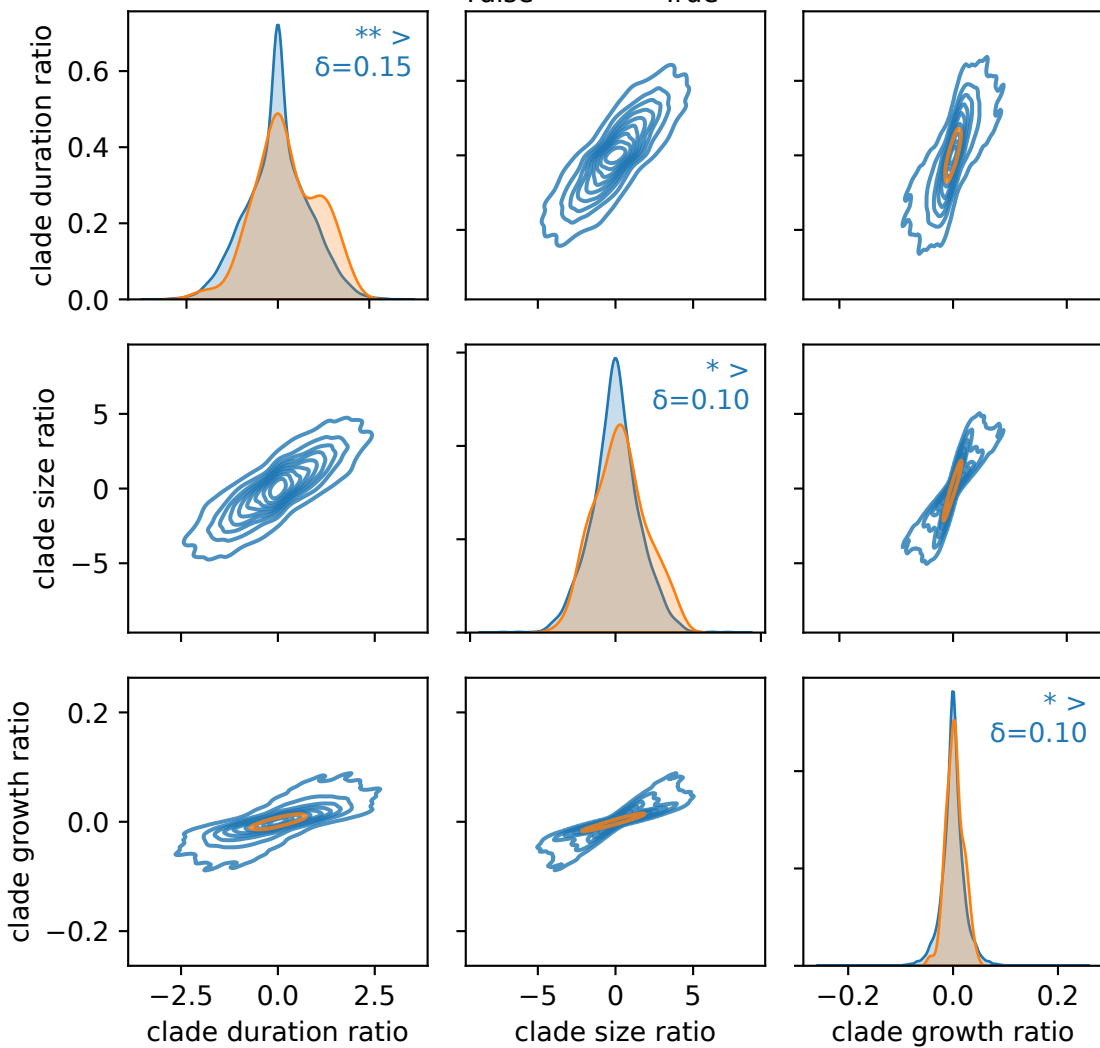 clade duration ratio
0.6
0.4
0.2
0.0
** >
δ=0.15
clade size ratio
5
0
−5
* >
δ=0.10
clade growth ratio
0.2
0.0
−0.2
* >
δ=0.10
−2.5 0.0 2.5
−5 0 5
−0.2 0.0 0.2
clade duration ratio
clade size ratio
clade growth ratio